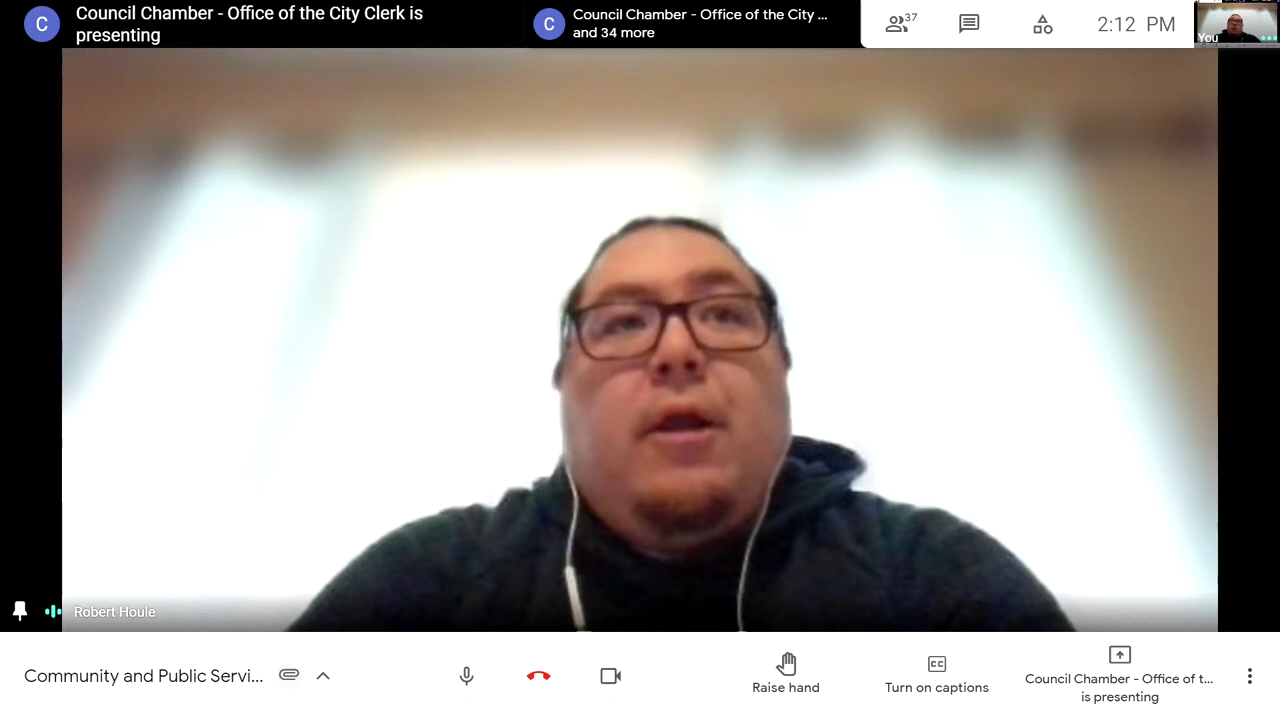 C
Council Chamber - Office of the City Clerk is
presenting
C
Council Chamber - Office of the City ...
and 34 more
37
2:12 PM
You
Robert Houle
Community and Public Servi...
Raise hand
CC
Turn on captions
Council Chamber - Office of t...
is presenting